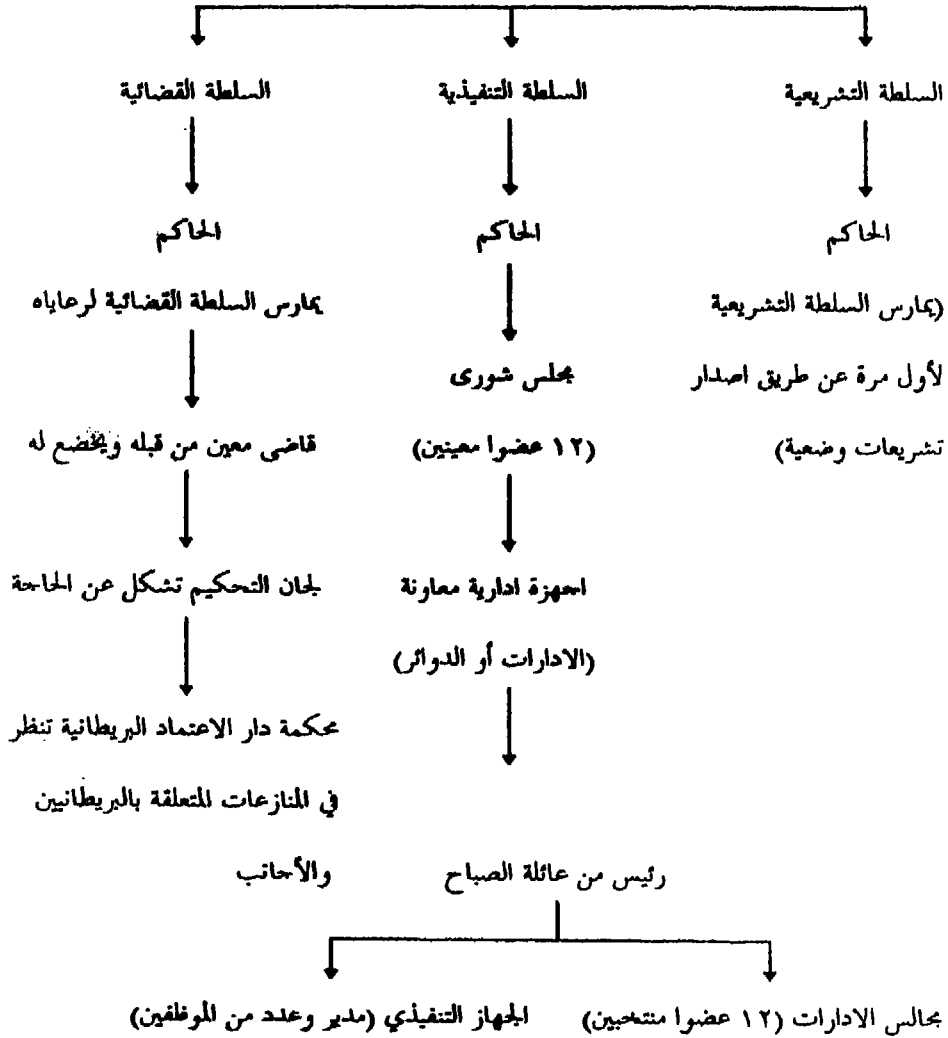 السلطة التشريعية السلطة التنفيذية السلطة القضائية
الحاكم الحاكم الحاكم
(يمارس السلطة التشريعية يمارس السلطة القضائية لرعاياه
لأول مرة عن طريق اصدار مجلس شورى
تشريعات وضعية) (١٢ عضوا معينين) قاضى معين من قبله ويخضع له
اجهزة ادارية معاونة لجان التحكيم تشكل عن الحاجة
(الادارات أو الدوائر)
محكمة دار الاعتماد البريطانية تنظر
في المنازعات المتعلقة بالبريطانيين
رئيس من عائلة الصباح والأجانب
مجالس الادارات (١٢ عضوا منتخبين) الجهاز التنفيذي (مدير وعدد من الموظفين)